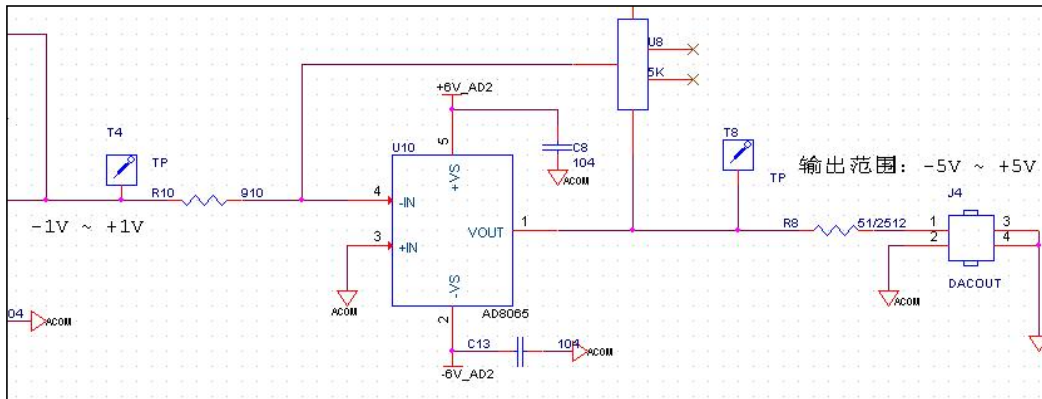 U8
5K
+6V_AD2
T4
TP
U10
5
+VS
C8
104
ACOM
T8
TP
输出范围: -5V ~ +5V
J4
R10
910
4
-IN
-1V ~ +1V
3
+IN
VOUT
1
R8
51/2512
1
2
3
4
ACOM
DACOUT
ACOM
-VS
2
AD8065
04
ACOM
C13
104
ACOM
-6V_AD2